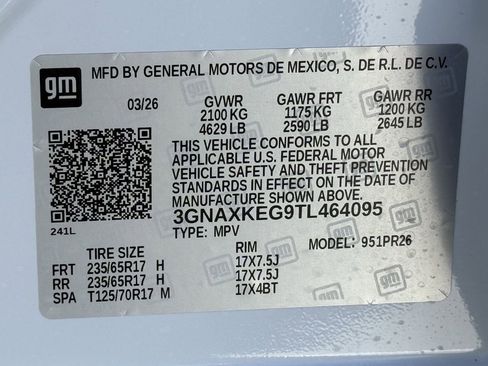 gm
MFD BY GENERAL MOTORS DE MEXICO, S. DE R.L. DE C.V.
03/26 GVWR GAWR FRT GAWR RR
2100 KG 1175 KG 1200 KG
4629 LB 2590 LB 2645 LB
THIS VEHICLE CONFORMS TO ALL
APPLICABLE U.S. FEDERAL MOTOR
VEHICLE SAFETY AND THEFT PREVENTION
STANDARDS IN EFFECT ON THE DATE OF
MANUFACTURE SHOWN ABOVE.
3GNAXKEG9TL464095
TYPE: MPV MODEL: 951PR26
241L
TIRE SIZE RIM
FRT 235/65R17 H 17X7.5J
RR 235/65R17 H 17X7.5J
SPA T125/70R17 M 17X4BT